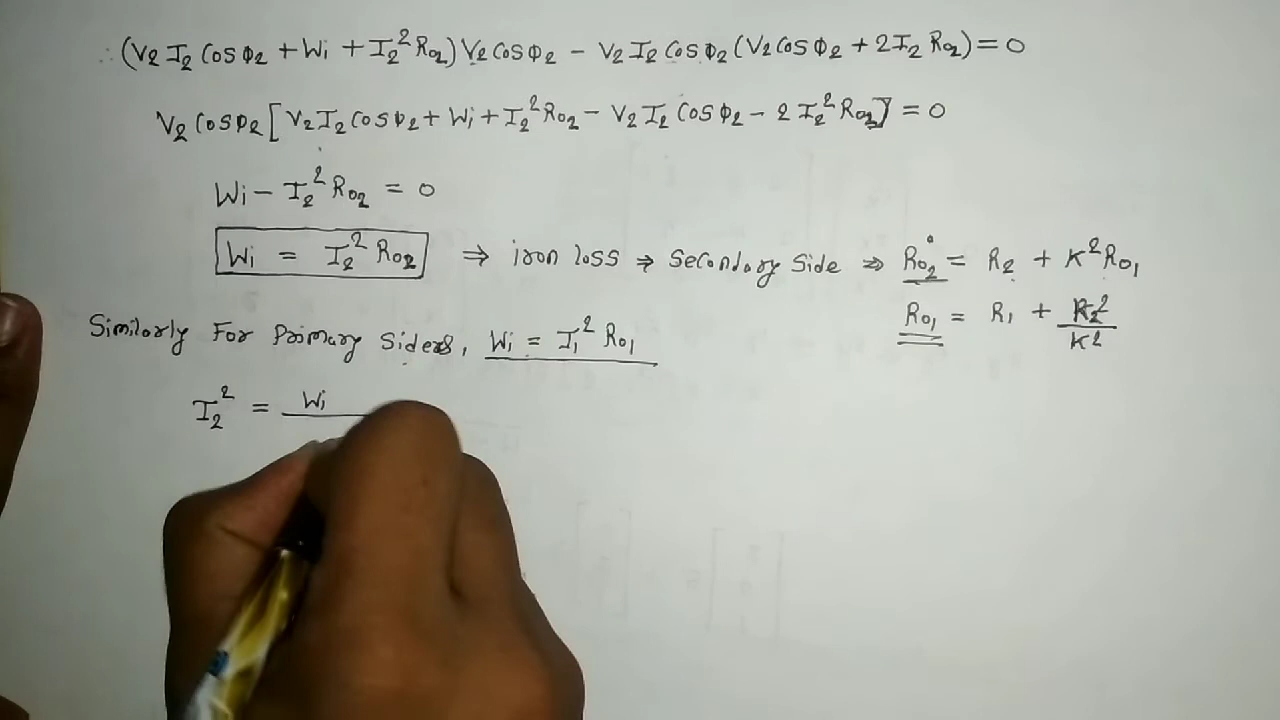 ∴ (V₂ I₂ Cos φ₂ + Wi + I₂² R₀₂) V₂ Cos φ₂ − V₂ I₂ Cos φ₂ (V₂ Cos φ₂ + 2 I₂ R₀₂) = 0
V₂ Cos φ₂ [V₂ I₂ Cos φ₂ + Wi + I₂² R₀₂ − V₂ I₂ Cos φ₂ − 2 I₂² R₀₂] = 0
Wi − I₂² R₀₂ = 0
Wi = I₂² R₀₂ ⇒ iron loss ⇒ Secondary Side ⇒ R₀₂ = R₂ + K² R₀₁
R₀₁ = R₁ + R₂²/K²
Similarly For Primary Side, Wi = I₁² R₀₁
I₂² = Wi